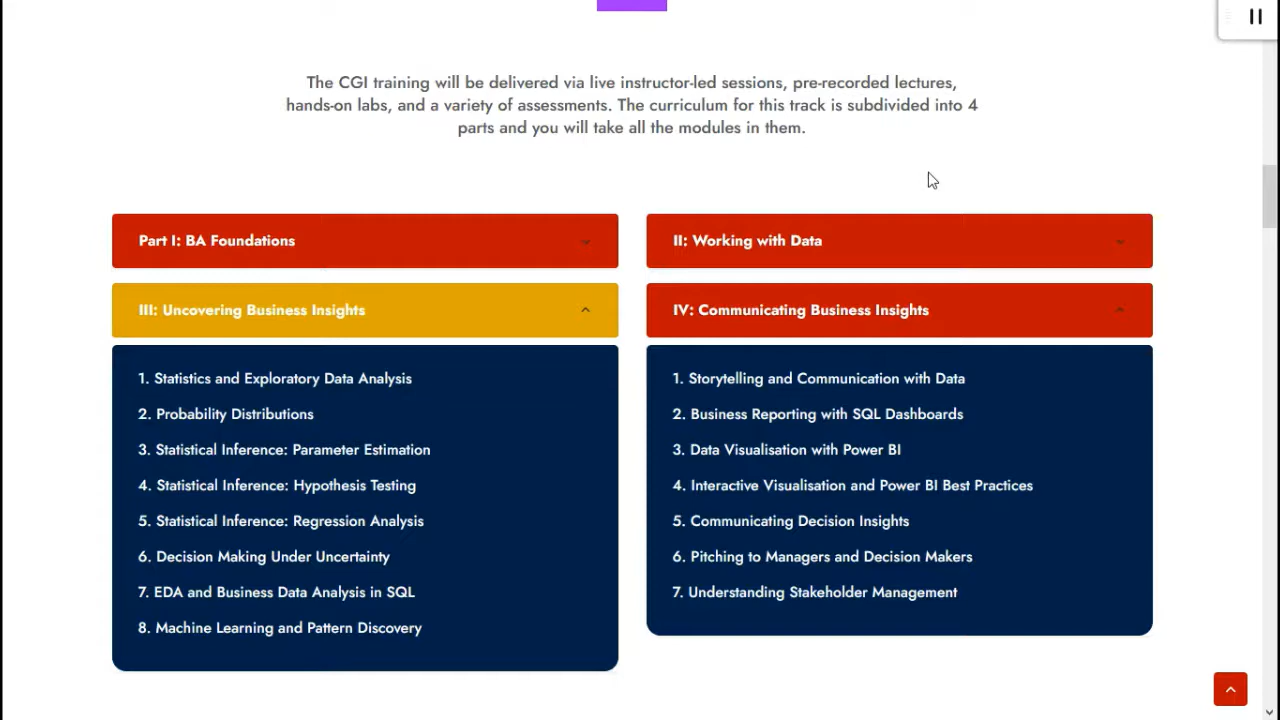 The CGI training will be delivered via live instructor-led sessions, pre-recorded lectures,
hands-on labs, and a variety of assessments. The curriculum for this track is subdivided into 4
parts and you will take all the modules in them.
Part I: BA Foundations
II: Working with Data
III: Uncovering Business Insights
IV: Communicating Business Insights
1. Statistics and Exploratory Data Analysis
2. Probability Distributions
3. Statistical Inference: Parameter Estimation
4. Statistical Inference: Hypothesis Testing
5. Statistical Inference: Regression Analysis
6. Decision Making Under Uncertainty
7. EDA and Business Data Analysis in SQL
8. Machine Learning and Pattern Discovery
1. Storytelling and Communication with Data
2. Business Reporting with SQL Dashboards
3. Data Visualisation with Power BI
4. Interactive Visualisation and Power BI Best Practices
5. Communicating Decision Insights
6. Pitching to Managers and Decision Makers
7. Understanding Stakeholder Management